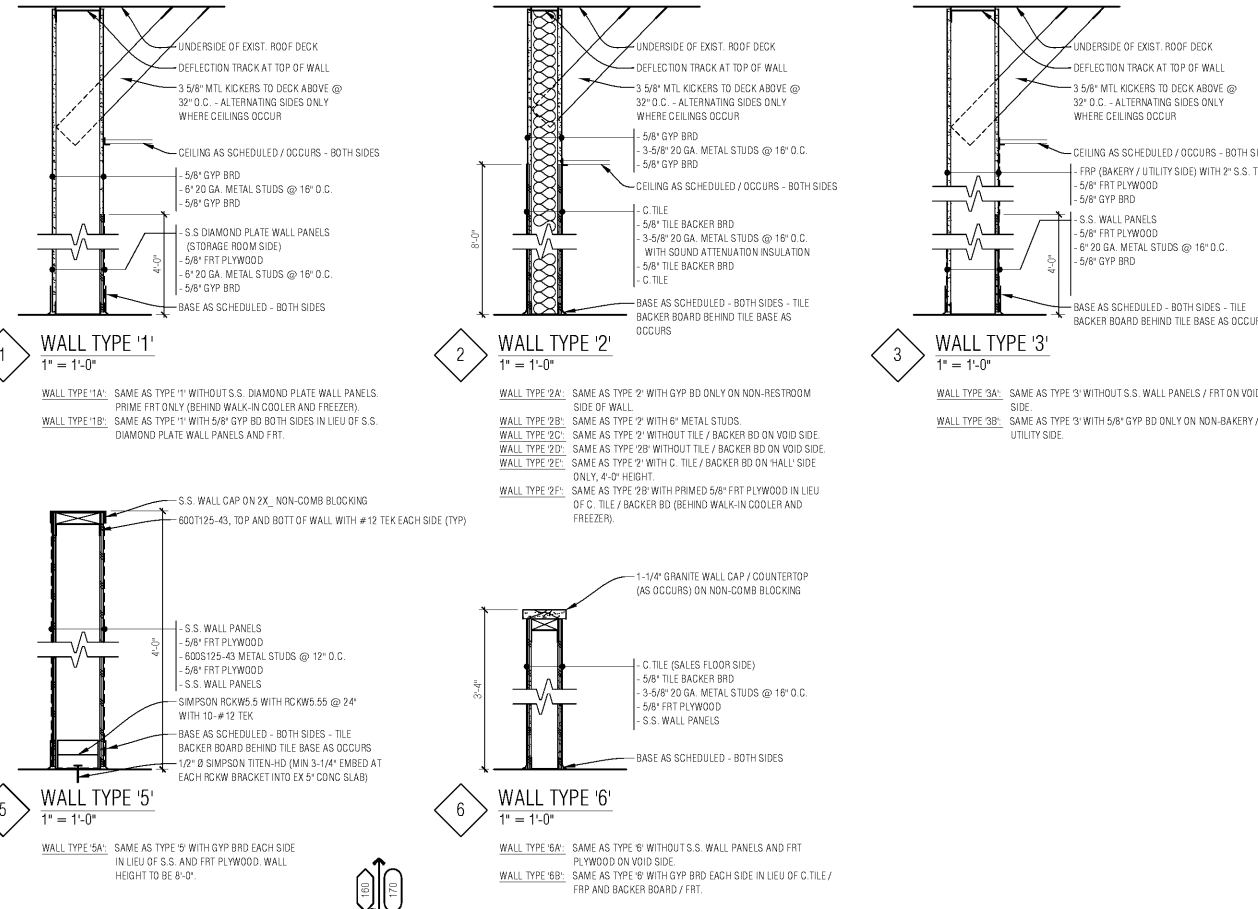 UNDERSIDE OF EXIST. ROOF DECK
DEFLECTION TRACK AT TOP OF WALL
3 5/8" MTL KICKERS TO DECK ABOVE @
32" O.C. - ALTERNATING SIDES ONLY
WHERE CEILINGS OCCUR
CEILING AS SCHEDULED / OCCURS - BOTH SIDES
- 5/8" GYP BRD
- 6" 20 GA. METAL STUDS @ 16" O.C.
- 5/8" GYP BRD
- S.S DIAMOND PLATE WALL PANELS
(STORAGE ROOM SIDE)
- 5/8" FRT PLYWOOD
- 6" 20 GA. METAL STUDS @ 16" O.C.
- 5/8" GYP BRD
4'-0"
BASE AS SCHEDULED - BOTH SIDES
1
WALL TYPE '1'
1" = 1'-0"
WALL TYPE '1A': SAME AS TYPE '1' WITHOUT S.S. DIAMOND PLATE WALL PANELS.
PRIME FRT ONLY (BEHIND WALK-IN COOLER AND FREEZER).
WALL TYPE '1B': SAME AS TYPE '1' WITH 5/8" GYP BD BOTH SIDES IN LIEU OF S.S.
DIAMOND PLATE WALL PANELS AND FRT.
UNDERSIDE OF EXIST. ROOF DECK
DEFLECTION TRACK AT TOP OF WALL
3 5/8" MTL KICKERS TO DECK ABOVE @
32" O.C. - ALTERNATING SIDES ONLY
WHERE CEILINGS OCCUR
- 5/8" GYP BRD
- 3-5/8" 20 GA. METAL STUDS @ 16" O.C.
- 5/8" GYP BRD
CEILING AS SCHEDULED / OCCURS - BOTH SIDES
- C.TILE
- 5/8" TILE BACKER BRD
- 3-5/8" 20 GA. METAL STUDS @ 16" O.C.
WITH SOUND ATTENUATION INSULATION
- 5/8" TILE BACKER BRD
- C.TILE
8'-0"
BASE AS SCHEDULED - BOTH SIDES - TILE
BACKER BOARD BEHIND TILE BASE AS
OCCURS
2
WALL TYPE '2'
1" = 1'-0"
WALL TYPE '2A': SAME AS TYPE '2' WITH GYP BD ONLY ON NON-RESTROOM
SIDE OF WALL.
WALL TYPE '2B': SAME AS TYPE '2' WITH 6" METAL STUDS.
WALL TYPE '2C': SAME AS TYPE '2' WITHOUT TILE / BACKER BD ON VOID SIDE.
WALL TYPE '2D': SAME AS TYPE '2B' WITHOUT TILE / BACKER BD ON VOID SIDE.
WALL TYPE '2E': SAME AS TYPE '2' WITH C. TILE / BACKER BD ON 'HALL' SIDE
ONLY, 4'-0" HEIGHT.
WALL TYPE '2F': SAME AS TYPE '2B' WITH PRIMED 5/8" FRT PLYWOOD IN LIEU
OF C. TILE / BACKER BD (BEHIND WALK-IN COOLER AND
FREEZER).
UNDERSIDE OF EXIST. ROOF DECK
DEFLECTION TRACK AT TOP OF WALL
3 5/8" MTL KICKERS TO DECK ABOVE @
32" O.C. - ALTERNATING SIDES ONLY
WHERE CEILINGS OCCUR
CEILING AS SCHEDULED / OCCURS - BOTH
- FRP (BAKERY / UTILITY SIDE) WITH 2" S.S.
- 5/8" FRT PLYWOOD
- 5/8" GYP BRD
- S.S. WALL PANELS
- 5/8" FRT PLYWOOD
- 6" 20 GA. METAL STUDS @ 16" O.C.
- 5/8" GYP BRD
4'-0"
BASE AS SCHEDULED - BOTH SIDES - TILE
BACKER BOARD BEHIND TILE BASE AS
3
WALL TYPE '3'
1" = 1'-0"
WALL TYPE '3A': SAME AS TYPE '3' WITHOUT S.S. WALL PANELS / FRT ON VOID
SIDE.
WALL TYPE '3B': SAME AS TYPE '3' WITH 5/8" GYP BD ONLY ON NON-BAKERY /
UTILITY SIDE.
S.S. WALL CAP ON 2X_ NON-COMB BLOCKING
600T125-43, TOP AND BOTT OF WALL WITH #12 TEK EACH SIDE (TYP)
- S.S. WALL PANELS
- 5/8" FRT PLYWOOD
- 600S125-43 METAL STUDS @ 12" O.C.
- 5/8" FRT PLYWOOD
- S.S. WALL PANELS
4'-0"
SIMPSON RCKW5.5 WITH RCKW5.55 @ 24"
WITH 10-#12 TEK
BASE AS SCHEDULED - BOTH SIDES - TILE
BACKER BOARD BEHIND TILE BASE AS OCCURS
1/2" Ø SIMPSON TITEN-HD (MIN 3-1/4" EMBED AT
EACH RCKW BRACKET INTO EX 5" CONC SLAB)
5
WALL TYPE '5'
1" = 1'-0"
WALL TYPE '5A': SAME AS TYPE '5' WITH GYP BRD EACH SIDE
IN LIEU OF S.S. AND FRT PLYWOOD. WALL
HEIGHT TO BE 8'-0".
160
170
1-1/4" GRANITE WALL CAP / COUNTERTOP
(AS OCCURS) ON NON-COMB BLOCKING
- C.TILE (SALES FLOOR SIDE)
- 5/8" TILE BACKER BRD
- 3-5/8" 20 GA. METAL STUDS @ 16" O.C.
- 5/8" FRT PLYWOOD
- S.S. WALL PANELS
3'-4"
BASE AS SCHEDULED - BOTH SIDES
6
WALL TYPE '6'
1" = 1'-0"
WALL TYPE '6A': SAME AS TYPE '6' WITHOUT S.S. WALL PANELS AND FRT
PLYWOOD ON VOID SIDE.
WALL TYPE '6B': SAME AS TYPE '6' WITH GYP BRD EACH SIDE IN LIEU OF C.TILE /
FRP AND BACKER BOARD / FRT.